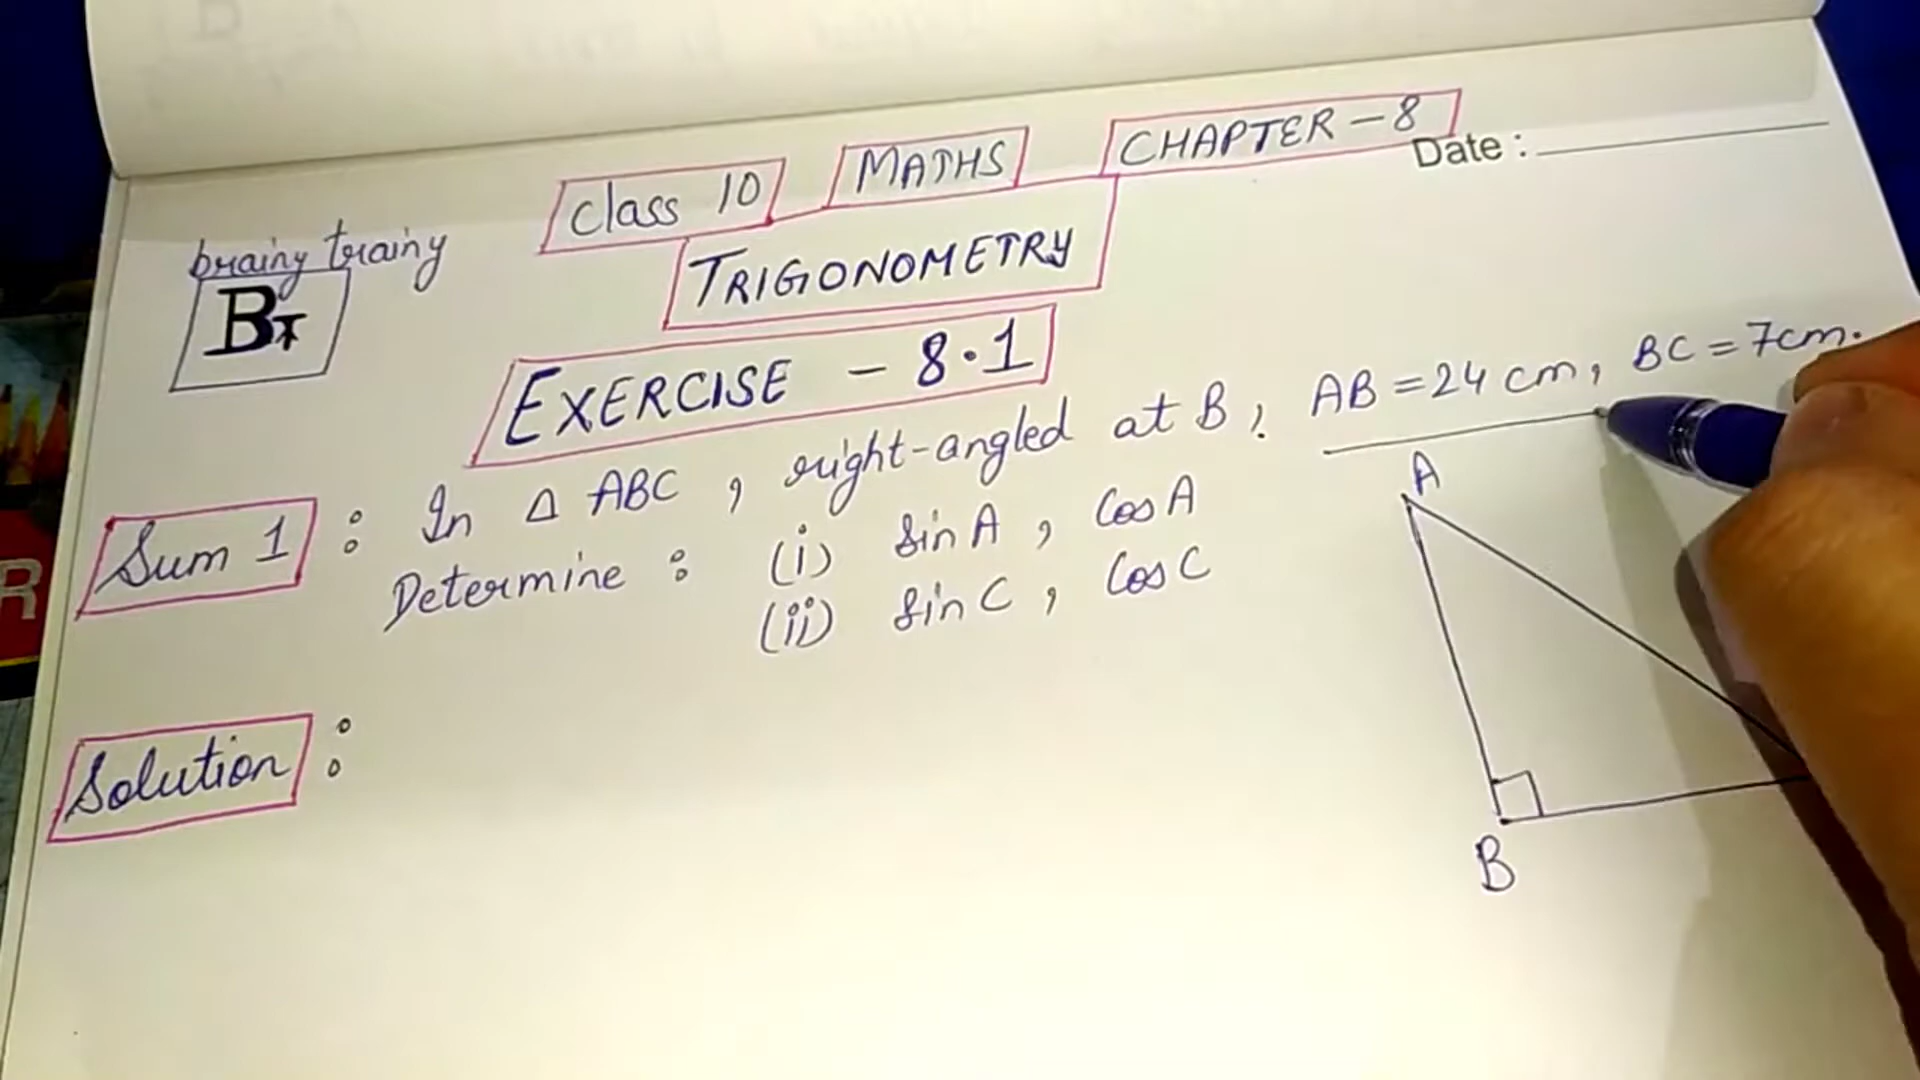 class 10 MATHS CHAPTER - 8
Date :
brainy trainy
TRIGONOMETRY
BT
EXERCISE - 8.1
Sum 1 : In Δ ABC, right-angled at B, AB = 24 cm, BC = 7cm.
Determine : (i) sin A, Cos A
(ii) sin C, Cos C
A
Solution :
B
R